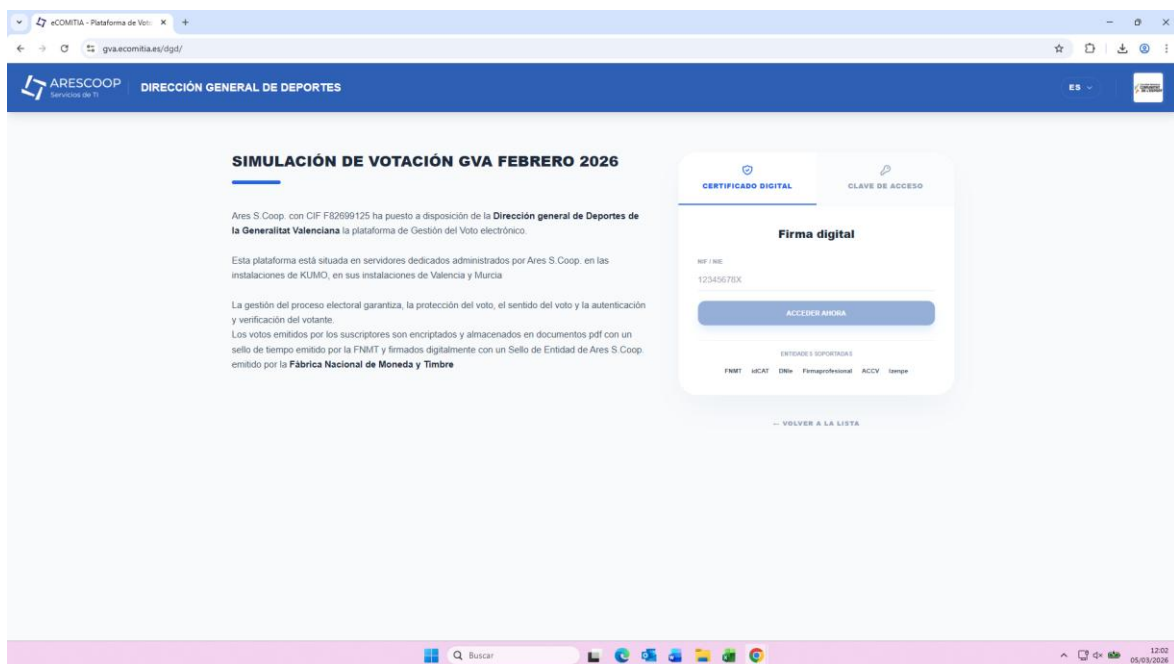 eCOMITIA - Plataforma de Vot
gva.ecomitia.es/dgd/
ARESCOOP
Servicios de TI
DIRECCIÓN GENERAL DE DEPORTES
ES
SIMULACIÓN DE VOTACIÓN GVA FEBRERO 2026
Ares S.Coop. con CIF F82699125 ha puesto a disposición de la Dirección general de Deportes de
la Generalitat Valenciana la plataforma de Gestión del Voto electrónico.
Esta plataforma está situada en servidores dedicados administrados por Ares S.Coop. en las
instalaciones de KUMO, en sus instalaciones de Valencia y Murcia
La gestión del proceso electoral garantiza, la protección del voto, el sentido del voto y la autenticación
y verificación del votante.
Los votos emitidos por los suscriptores son encriptados y almacenados en documentos pdf con un
sello de tiempo emitido por la FNMT y firmados digitalmente con un Sello de Entidad de Ares S.Coop.
emitido por la Fábrica Nacional de Moneda y Timbre
CERTIFICADO DIGITAL
CLAVE DE ACCESO
Firma digital
NIF / NIE
12345678X
ACCEDER AHORA
ENTIDADES SOPORTADAS
FNMT idCAT DNIe Firmaprofesional ACCV Izenpe
← VOLVER A LA LISTA
Buscar
12:02
05/03/2026